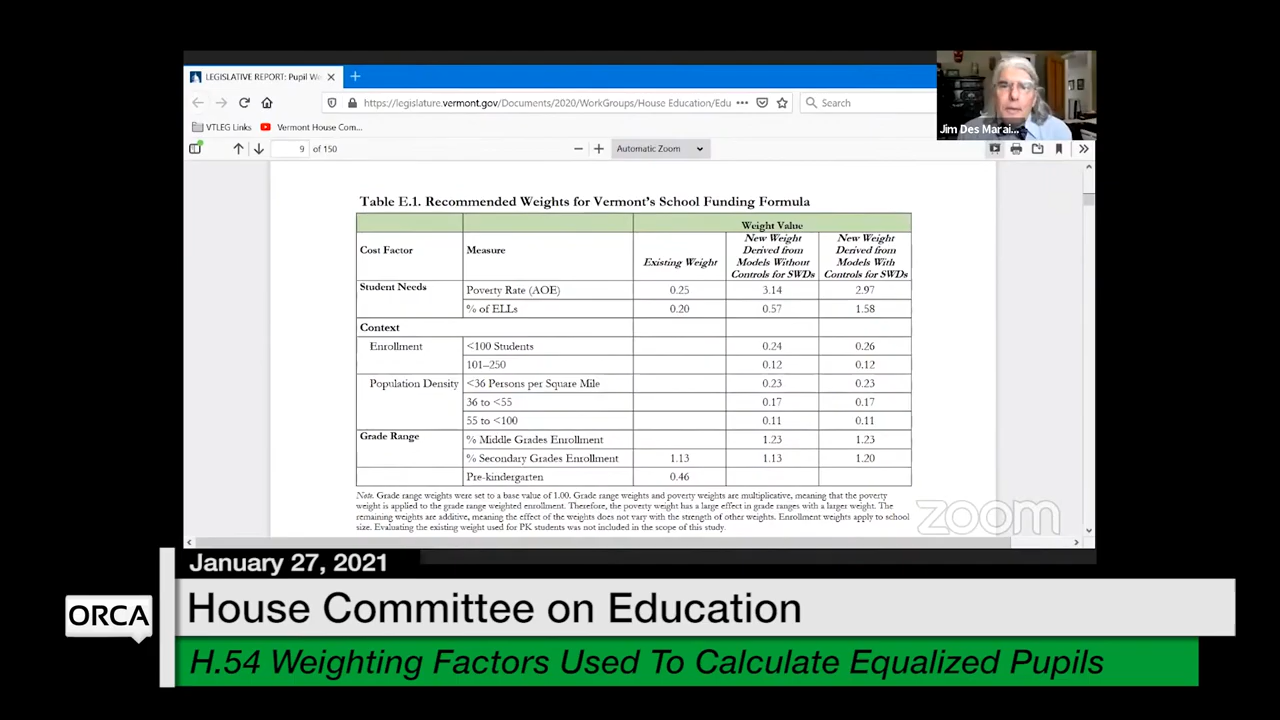 LEGISLATIVE REPORT: Pupil We
https://legislature.vermont.gov/Documents/2020/WorkGroups/House Education/Edu
Search
VTLEG Links
Vermont House Com...
9 of 150
Automatic Zoom
Jim Des Marai...
Table E.1. Recommended Weights for Vermont's School Funding Formula
Weight Value
Cost Factor Measure Existing Weight New Weight Derived from Models Without Controls for SWDs New Weight Derived from Models With Controls for SWDs
Student Needs Poverty Rate (AOE) 0.25 3.14 2.97
% of ELLs 0.20 0.57 1.58
Context
Enrollment <100 Students 0.24 0.26
101–250 0.12 0.12
Population Density <36 Persons per Square Mile 0.23 0.23
36 to <55 0.17 0.17
55 to <100 0.11 0.11
Grade Range % Middle Grades Enrollment 1.23 1.23
% Secondary Grades Enrollment 1.13 1.13 1.20
Pre-kindergarten 0.46
Note. Grade range weights were set to a base value of 1.00. Grade range weights and poverty weights are multiplicative, meaning that the poverty
weight is applied to the grade range weighted enrollment. Therefore, the poverty weight has a large effect in grade ranges with a larger weight. The
remaining weights are additive, meaning the effect of the weights does not vary with the strength of other weights. Enrollment weights apply to school
size. Evaluating the existing weight used for PK students was not included in the scope of this study.
zoom
January 27, 2021
ORCA
House Committee on Education
H.54 Weighting Factors Used To Calculate Equalized Pupils